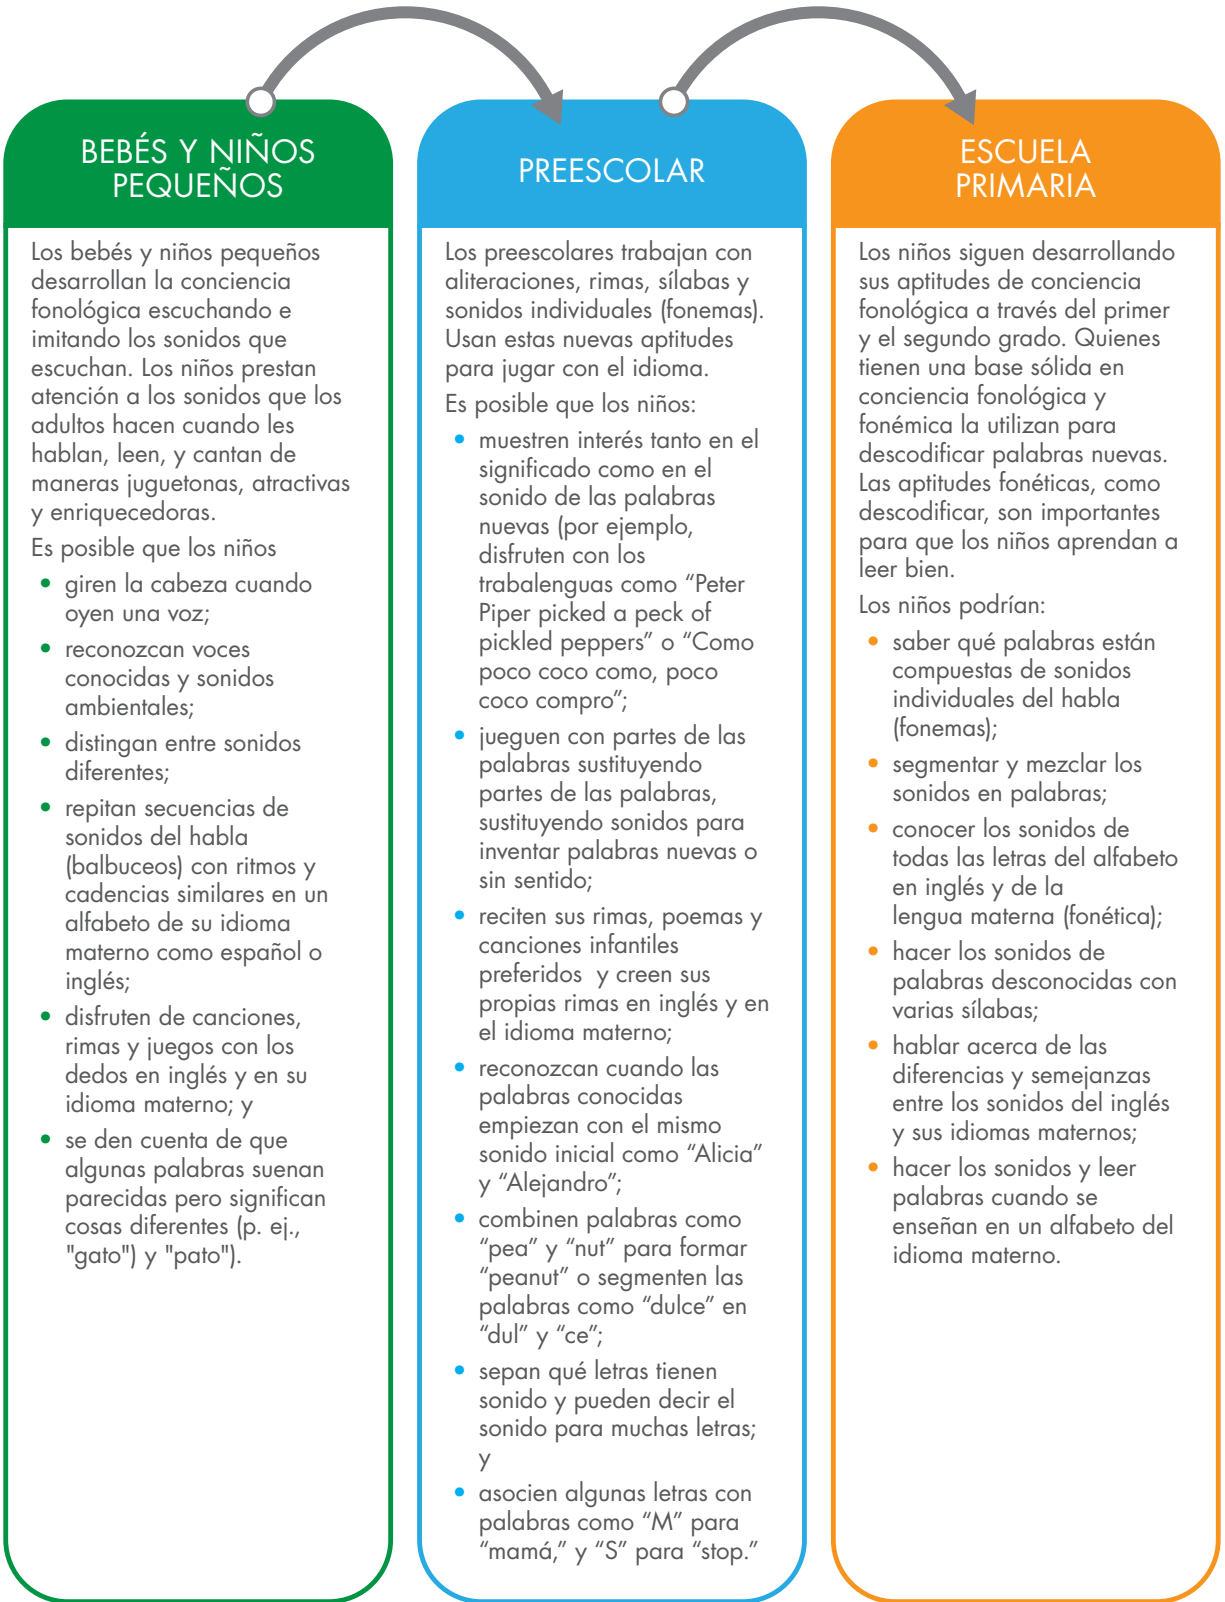 BEBÉS Y NIÑOS
PEQUEÑOS
Los bebés y niños pequeños
desarrollan la conciencia
fonológica escuchando e
imitando los sonidos que
escuchan. Los niños prestan
atención a los sonidos que los
adultos hacen cuando les
hablan, leen, y cantan de
maneras juguetonas, atractivas
y enriquecedoras.
Es posible que los niños
• giren la cabeza cuando
oyen una voz;
• reconozcan voces
conocidas y sonidos
ambientales;
• distingan entre sonidos
diferentes;
• repitan secuencias de
sonidos del habla
(balbuceos) con ritmos y
cadencias similares en un
alfabeto de su idioma
materno como español o
inglés;
• disfruten de canciones,
rimas y juegos con los
dedos en inglés y en su
idioma materno; y
• se den cuenta de que
algunas palabras suenan
parecidas pero significan
cosas diferentes (p. ej.,
"gato") y "pato").
PREESCOLAR
Los preescolares trabajan con
aliteraciones, rimas, sílabas y
sonidos individuales (fonemas).
Usan estas nuevas aptitudes
para jugar con el idioma.
Es posible que los niños:
• muestren interés tanto en el
significado como en el
sonido de las palabras
nuevas (por ejemplo,
disfruten con los
trabalenguas como “Peter
Piper picked a peck of
pickled peppers” o “Como
poco coco como, poco
coco compro”;
• jueguen con partes de las
palabras sustituyendo
partes de las palabras,
sustituyendo sonidos para
inventar palabras nuevas o
sin sentido;
• reciten sus rimas, poemas y
canciones infantiles
preferidos y creen sus
propias rimas en inglés y en
el idioma materno;
• reconozcan cuando las
palabras conocidas
empiezan con el mismo
sonido inicial como “Alicia”
y “Alejandro”;
• combinen palabras como
“pea” y “nut” para formar
“peanut” o segmenten las
palabras como “dulce” en
“dul” y “ce”;
• sepan qué letras tienen
sonido y pueden decir el
sonido para muchas letras;
y
• asocien algunas letras con
palabras como “M” para
“mamá,” y “S” para “stop.”
ESCUELA
PRIMARIA
Los niños siguen desarrollando
sus aptitudes de conciencia
fonológica a través del primer
y el segundo grado. Quienes
tienen una base sólida en
conciencia fonológica y
fonémica la utilizan para
descodificar palabras nuevas.
Las aptitudes fonéticas, como
descodificar, son importantes
para que los niños aprendan a
leer bien.
Los niños podrían:
• saber qué palabras están
compuestas de sonidos
individuales del habla
(fonemas);
• segmentar y mezclar los
sonidos en palabras;
• conocer los sonidos de
todas las letras del alfabeto
en inglés y de la
lengua materna (fonética);
• hacer los sonidos de
palabras desconocidas con
varias sílabas;
• hablar acerca de las
diferencias y semejanzas
entre los sonidos del inglés
y sus idiomas maternos;
• hacer los sonidos y leer
palabras cuando se
enseñan en un alfabeto del
idioma materno.